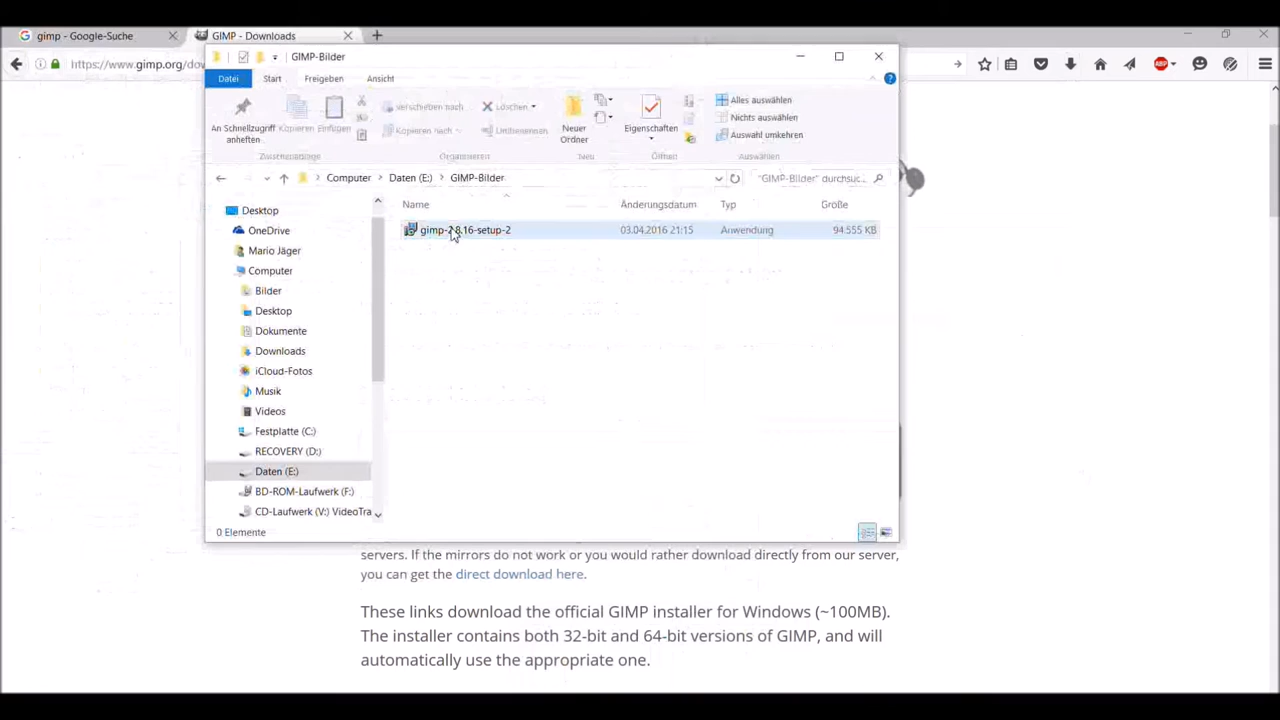 gimp - Google-Suche
GIMP - Downloads
GIMP-Bilder
https://www.gimp.org/dow
ABP
Datei
Start
Freigeben
Ansicht
An Schnellzugriff anheften
Kopieren
Einfügen
Verschieben nach
Kopieren nach
Löschen
Umbenennen
Neuer Ordner
Eigenschaften
Alles auswählen
Nichts auswählen
Auswahl umkehren
Zwischenablage
Organisieren
Neu
Öffnen
Auswählen
Computer
Daten (E:)
GIMP-Bilder
"GIMP-Bilder" durchsuc...
Name
Änderungsdatum
Typ
Größe
gimp-2.8.16-setup-2
03.04.2016 21:15
Anwendung
94.555 KB
Desktop
OneDrive
Mario Jäger
Computer
Bilder
Desktop
Dokumente
Downloads
iCloud-Fotos
Musik
Videos
Festplatte (C:)
RECOVERY (D:)
Daten (E:)
BD-ROM-Laufwerk (F:)
CD-Laufwerk (V:) VideoTra
0 Elemente
servers. If the mirrors do not work or you would rather download directly from our server,
you can get the direct download here.
These links download the official GIMP installer for Windows (~100MB).
The installer contains both 32-bit and 64-bit versions of GIMP, and will
automatically use the appropriate one.